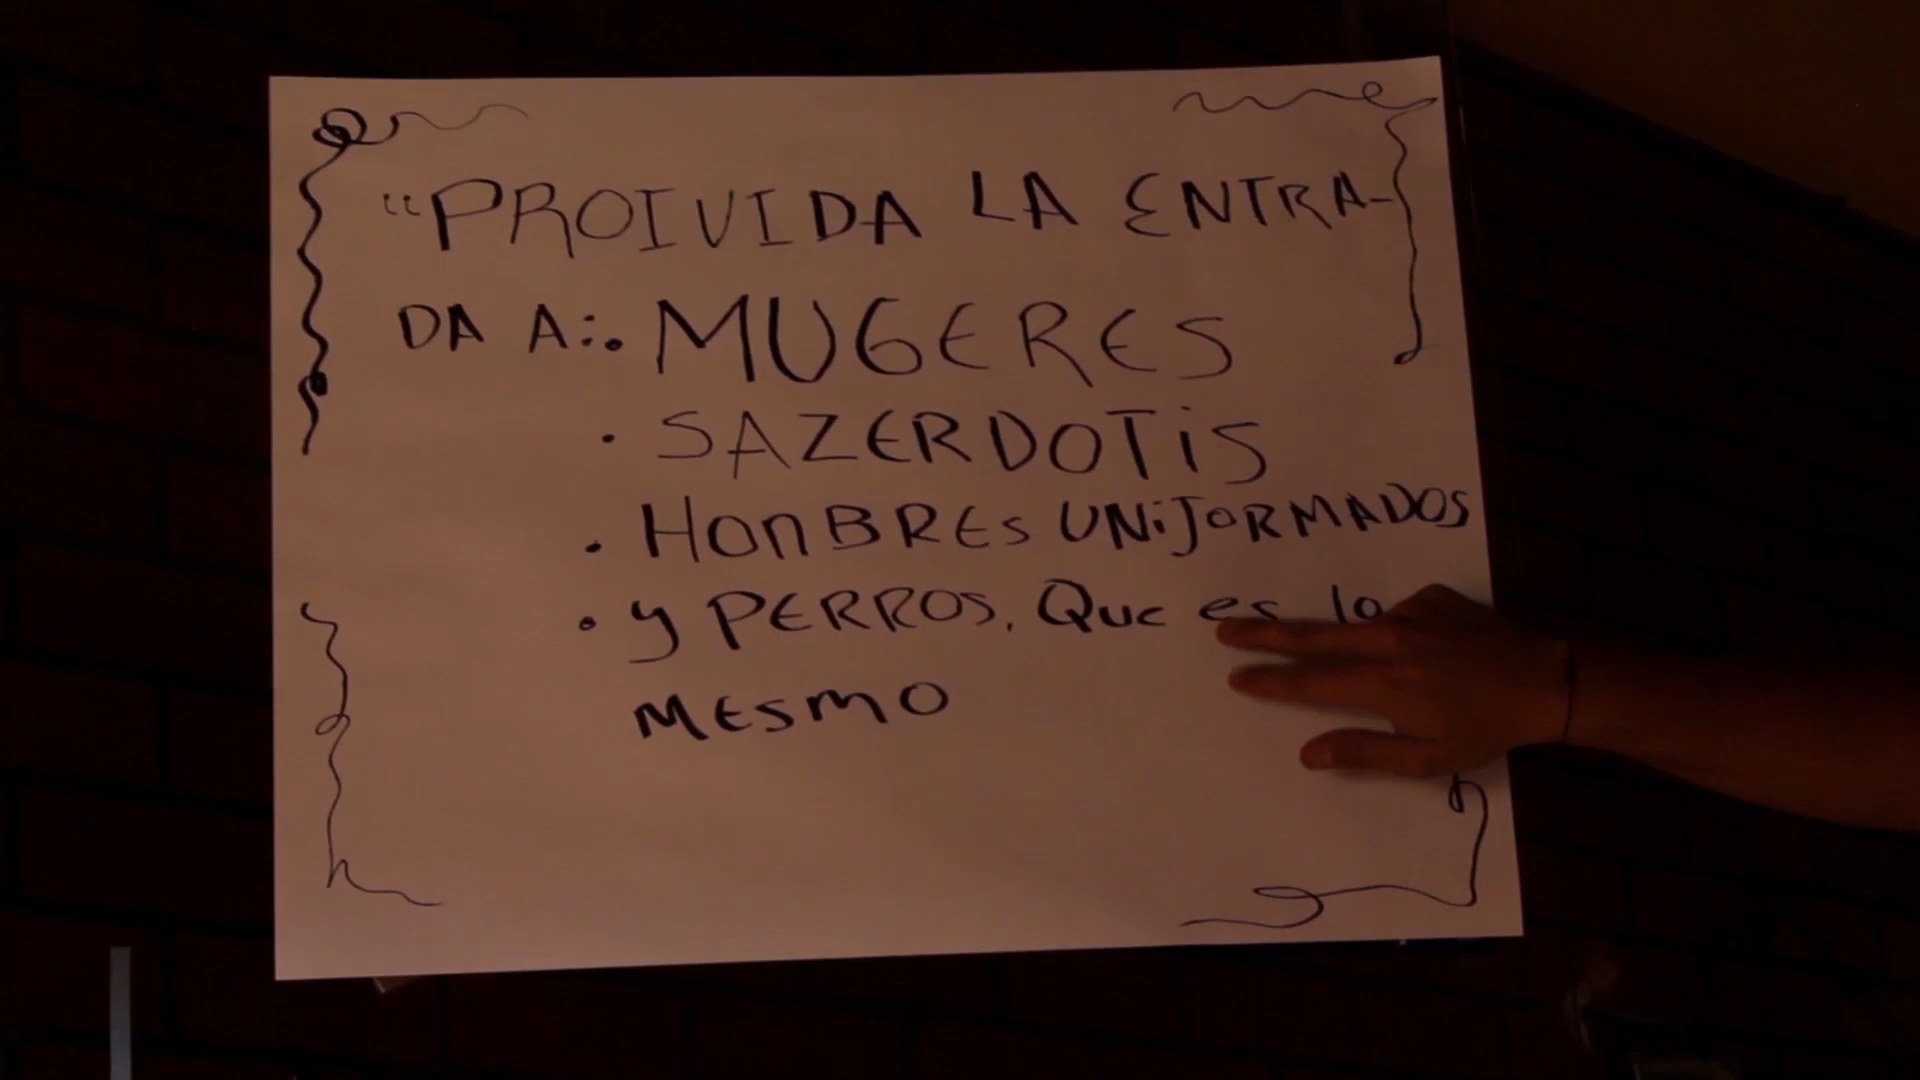 “PROIVIDA LA ENTRA-
DA A:. MUGERES
• SAZERDOTIS
• HONBRES UNIJORMADOS
• y PERROS. Que es lo
MESMO